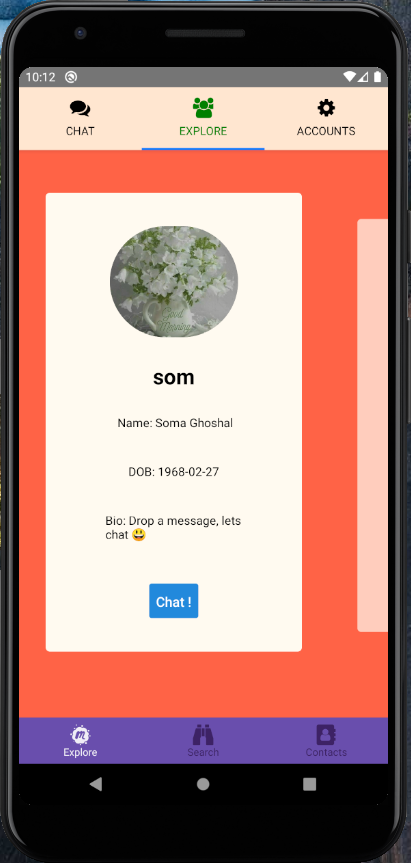 10:12
CHAT
EXPLORE
ACCOUNTS
Good
Morning
som
Name: Soma Ghoshal
DOB: 1968-02-27
Bio: Drop a message, lets
chat 😃
Chat !
m
Explore
Search
Contacts